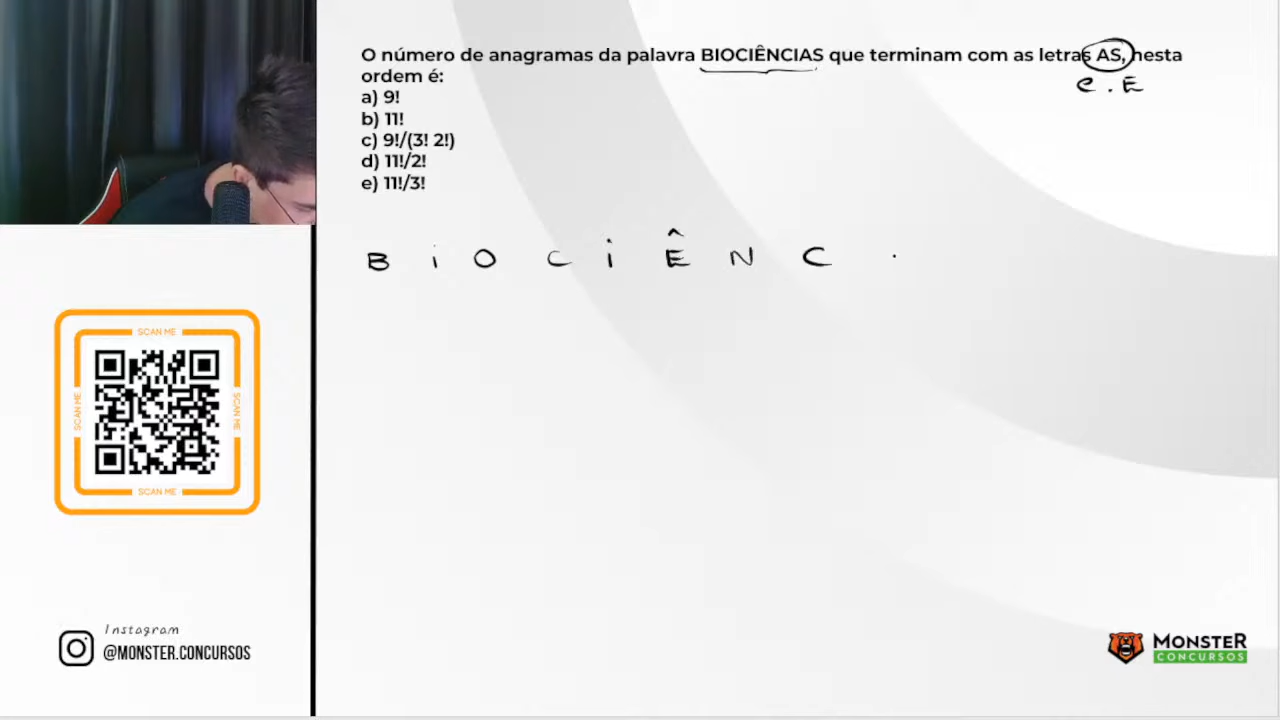 O número de anagramas da palavra BIOCIÊNCIAS que terminam com as letras AS, nesta
ordem é:
a) 9!
b) 11!
c) 9!/(3! 2!)
d) 11!/2!
e) 11!/3!
C . E
B i O C i Ê N C
SCAN ME
SCAN ME
SCAN ME
SCAN ME
Instagram
@MONSTER.CONCURSOS
MONSTER
CONCURSOS